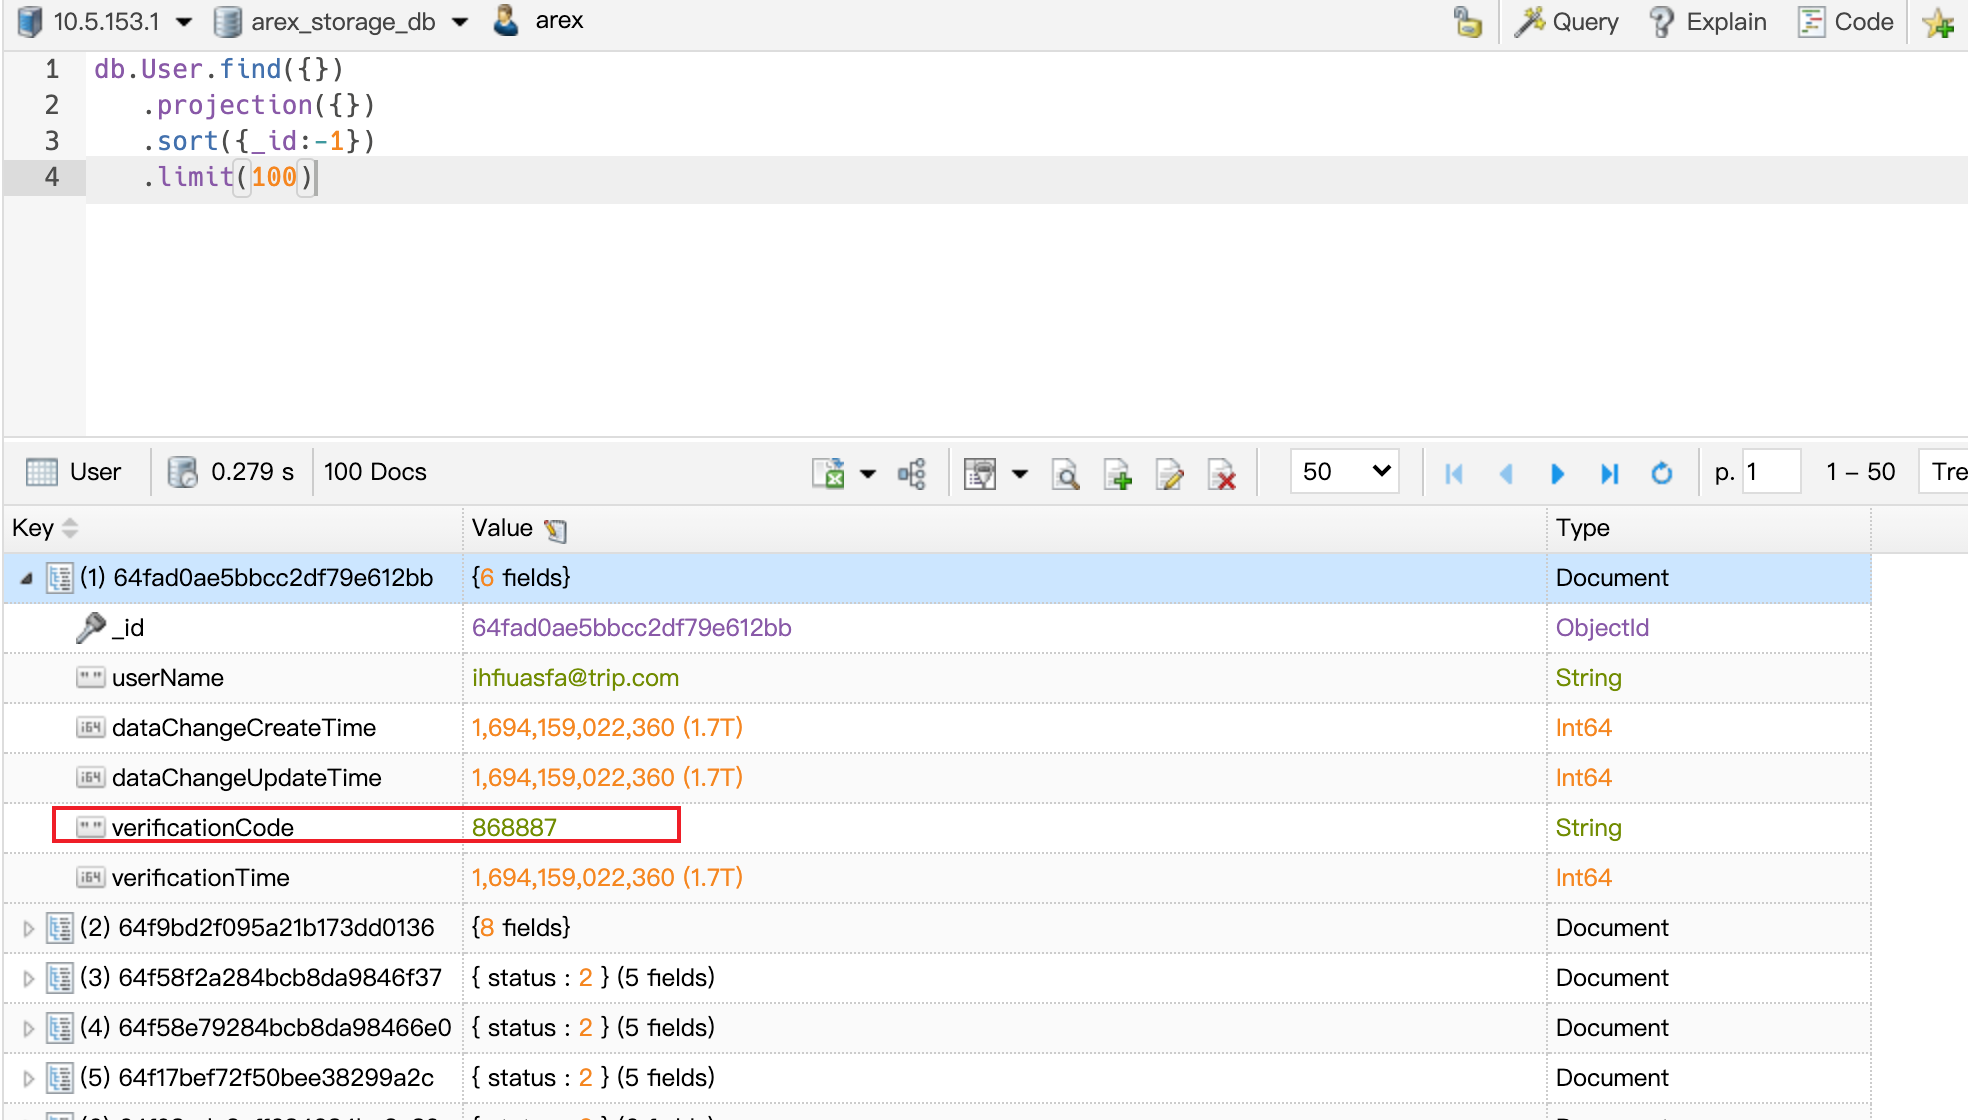 10.5.153.1 arex_storage_db arex Query Explain Code
1 db.User.find({})
2 .projection({})
3 .sort({_id:-1})
4 .limit(100)
User 0.279 s 100 Docs 50 p. 1 1 – 50 Tre
Key Value Type
(1) 64fad0ae5bbcc2df79e612bb {6 fields} Document
_id 64fad0ae5bbcc2df79e612bb ObjectId
userName ihfiuasfa@trip.com String
dataChangeCreateTime 1,694,159,022,360 (1.7T) Int64
dataChangeUpdateTime 1,694,159,022,360 (1.7T) Int64
verificationCode 868887 String
verificationTime 1,694,159,022,360 (1.7T) Int64
(2) 64f9bd2f095a21b173dd0136 {8 fields} Document
(3) 64f58f2a284bcb8da9846f37 { status : 2 } (5 fields) Document
(4) 64f58e79284bcb8da98466e0 { status : 2 } (5 fields) Document
(5) 64f17bef72f50bee38299a2c { status : 2 } (5 fields) Document